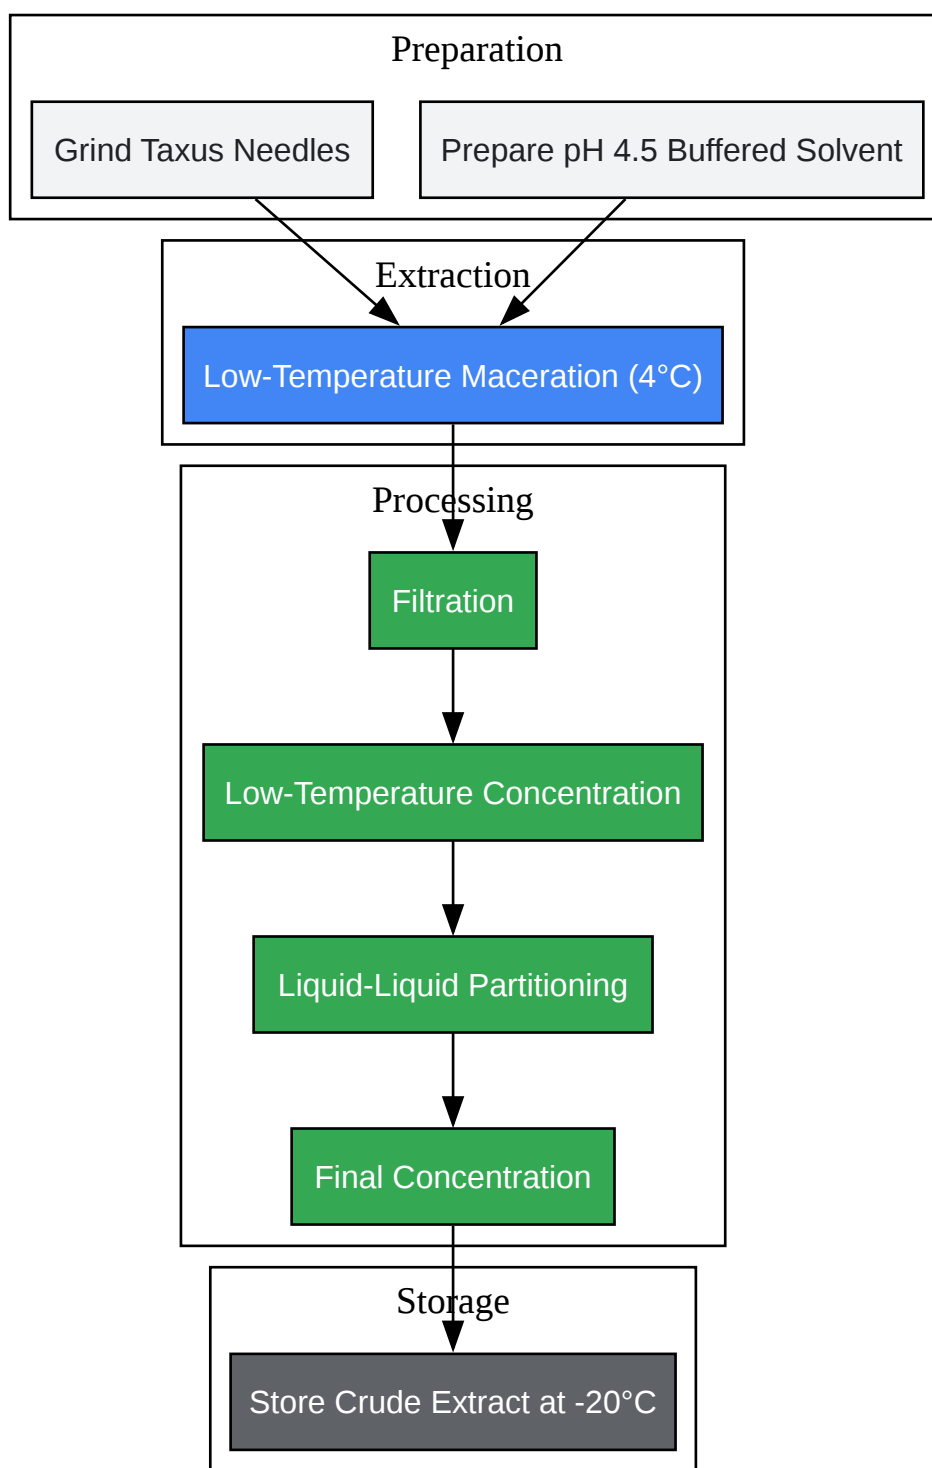 Preparation
Grind Taxus Needles
Prepare pH 4.5 Buffered Solvent
Extraction
Low-Temperature Maceration (4°C)
Processing
Filtration
Low-Temperature Concentration
Liquid-Liquid Partitioning
Final Concentration
Storage
Store Crude Extract at -20°C